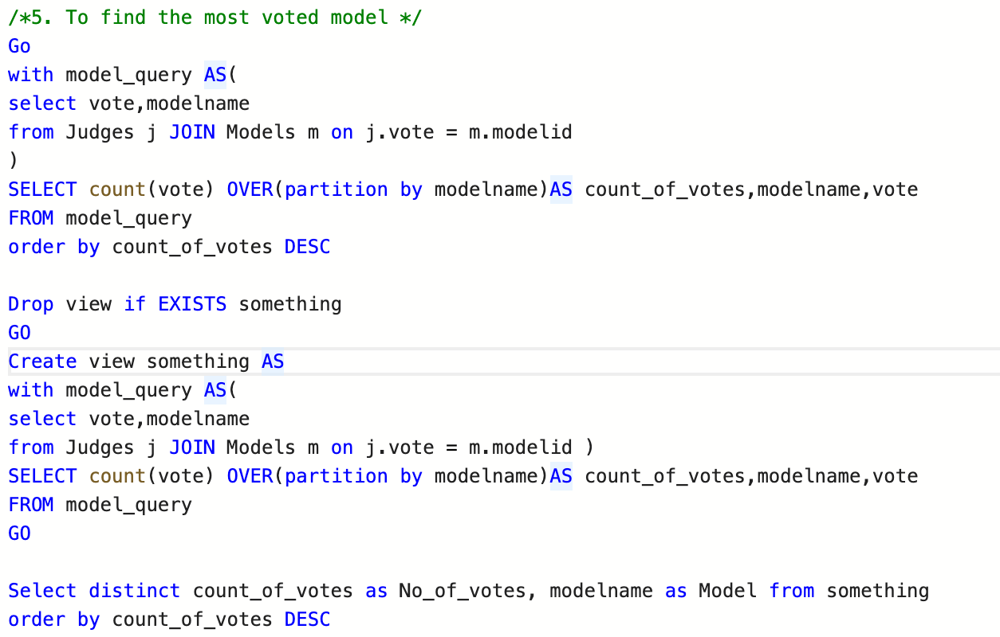 /*5. To find the most voted model */
Go
with model_query AS(
select vote,modelname
from Judges j JOIN Models m on j.vote = m.modelid
)
SELECT count(vote) OVER(partition by modelname)AS count_of_votes,modelname,vote
FROM model_query
order by count_of_votes DESC
Drop view if EXISTS something
GO
Create view something AS
with model_query AS(
select vote,modelname
from Judges j JOIN Models m on j.vote = m.modelid )
SELECT count(vote) OVER(partition by modelname)AS count_of_votes,modelname,vote
FROM model_query
GO
Select distinct count_of_votes as No_of_votes, modelname as Model from something
order by count_of_votes DESC